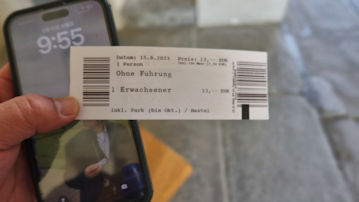 9:55
Datum: 15.8.2023 Preis: 13,-- EUR
1 Person
Ohne Führung
1 Erwachsener 13,-- EUR
inkl. Park (bis Okt.) / Bastei